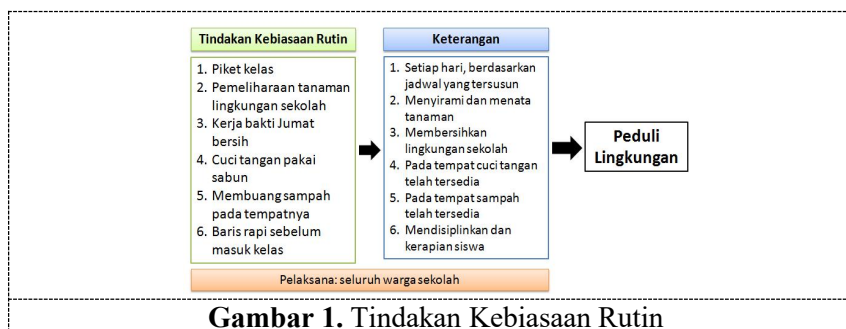 Tindakan Kebiasaan Rutin
1. Piket kelas
2. Pemeliharaan tanaman
lingkungan sekolah
3. Kerja bakti Jumat
bersih
4. Cuci tangan pakai
sabun
5. Membuang sampah
pada tempatnya
6. Baris rapi sebelum
masuk kelas
Keterangan
1. Setiap hari, berdasarkan
jadwal yang tersusun
2. Menyirami dan menata
tanaman
3. Membersihkan
lingkungan sekolah
4. Pada tempat cuci tangan
telah tersedia
5. Pada tempat sampah
telah tersedia
6. Mendisiplinkan dan
kerapian siswa
Peduli
Lingkungan
Pelaksana: seluruh warga sekolah
Gambar 1. Tindakan Kebiasaan Rutin